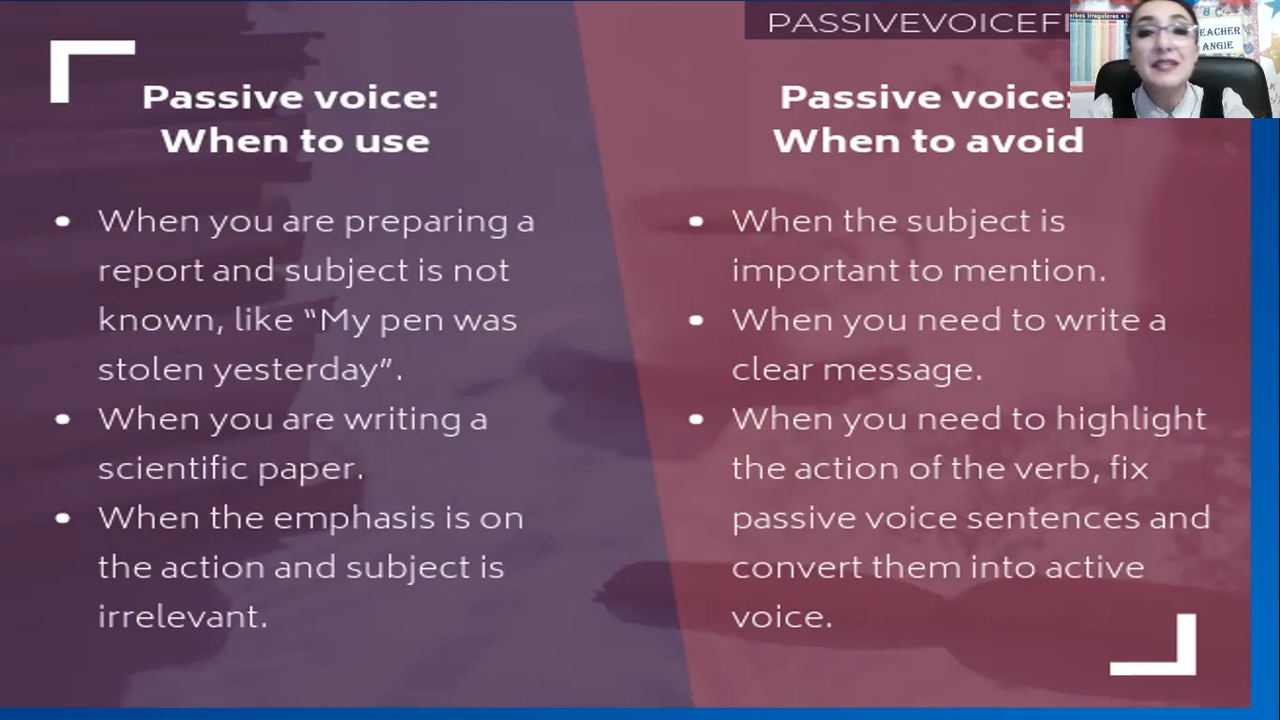 PASSIVEVOICEF
erbos Irregulares
EACHER
ANGIE
Passive voice:
When to use
• When you are preparing a
report and subject is not
known, like “My pen was
stolen yesterday”.
• When you are writing a
scientific paper.
• When the emphasis is on
the action and subject is
irrelevant.
Passive voice:
When to avoid
• When the subject is
important to mention.
• When you need to write a
clear message.
• When you need to highlight
the action of the verb, fix
passive voice sentences and
convert them into active
voice.